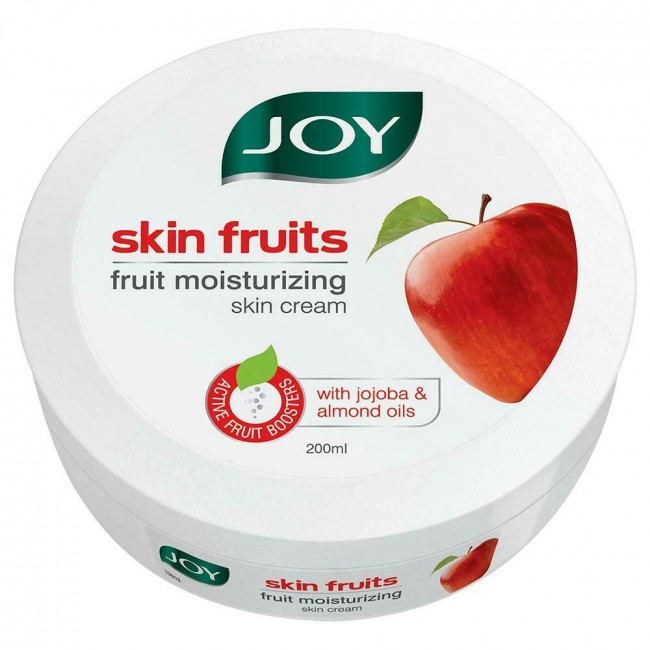 JOY
skin fruits
fruit moisturizing
skin cream
ACTIVE FRUIT BOOSTERS
with jojoba &
almond oils
200ml
JOY
skin fruits
fruit moisturizing
skin cream